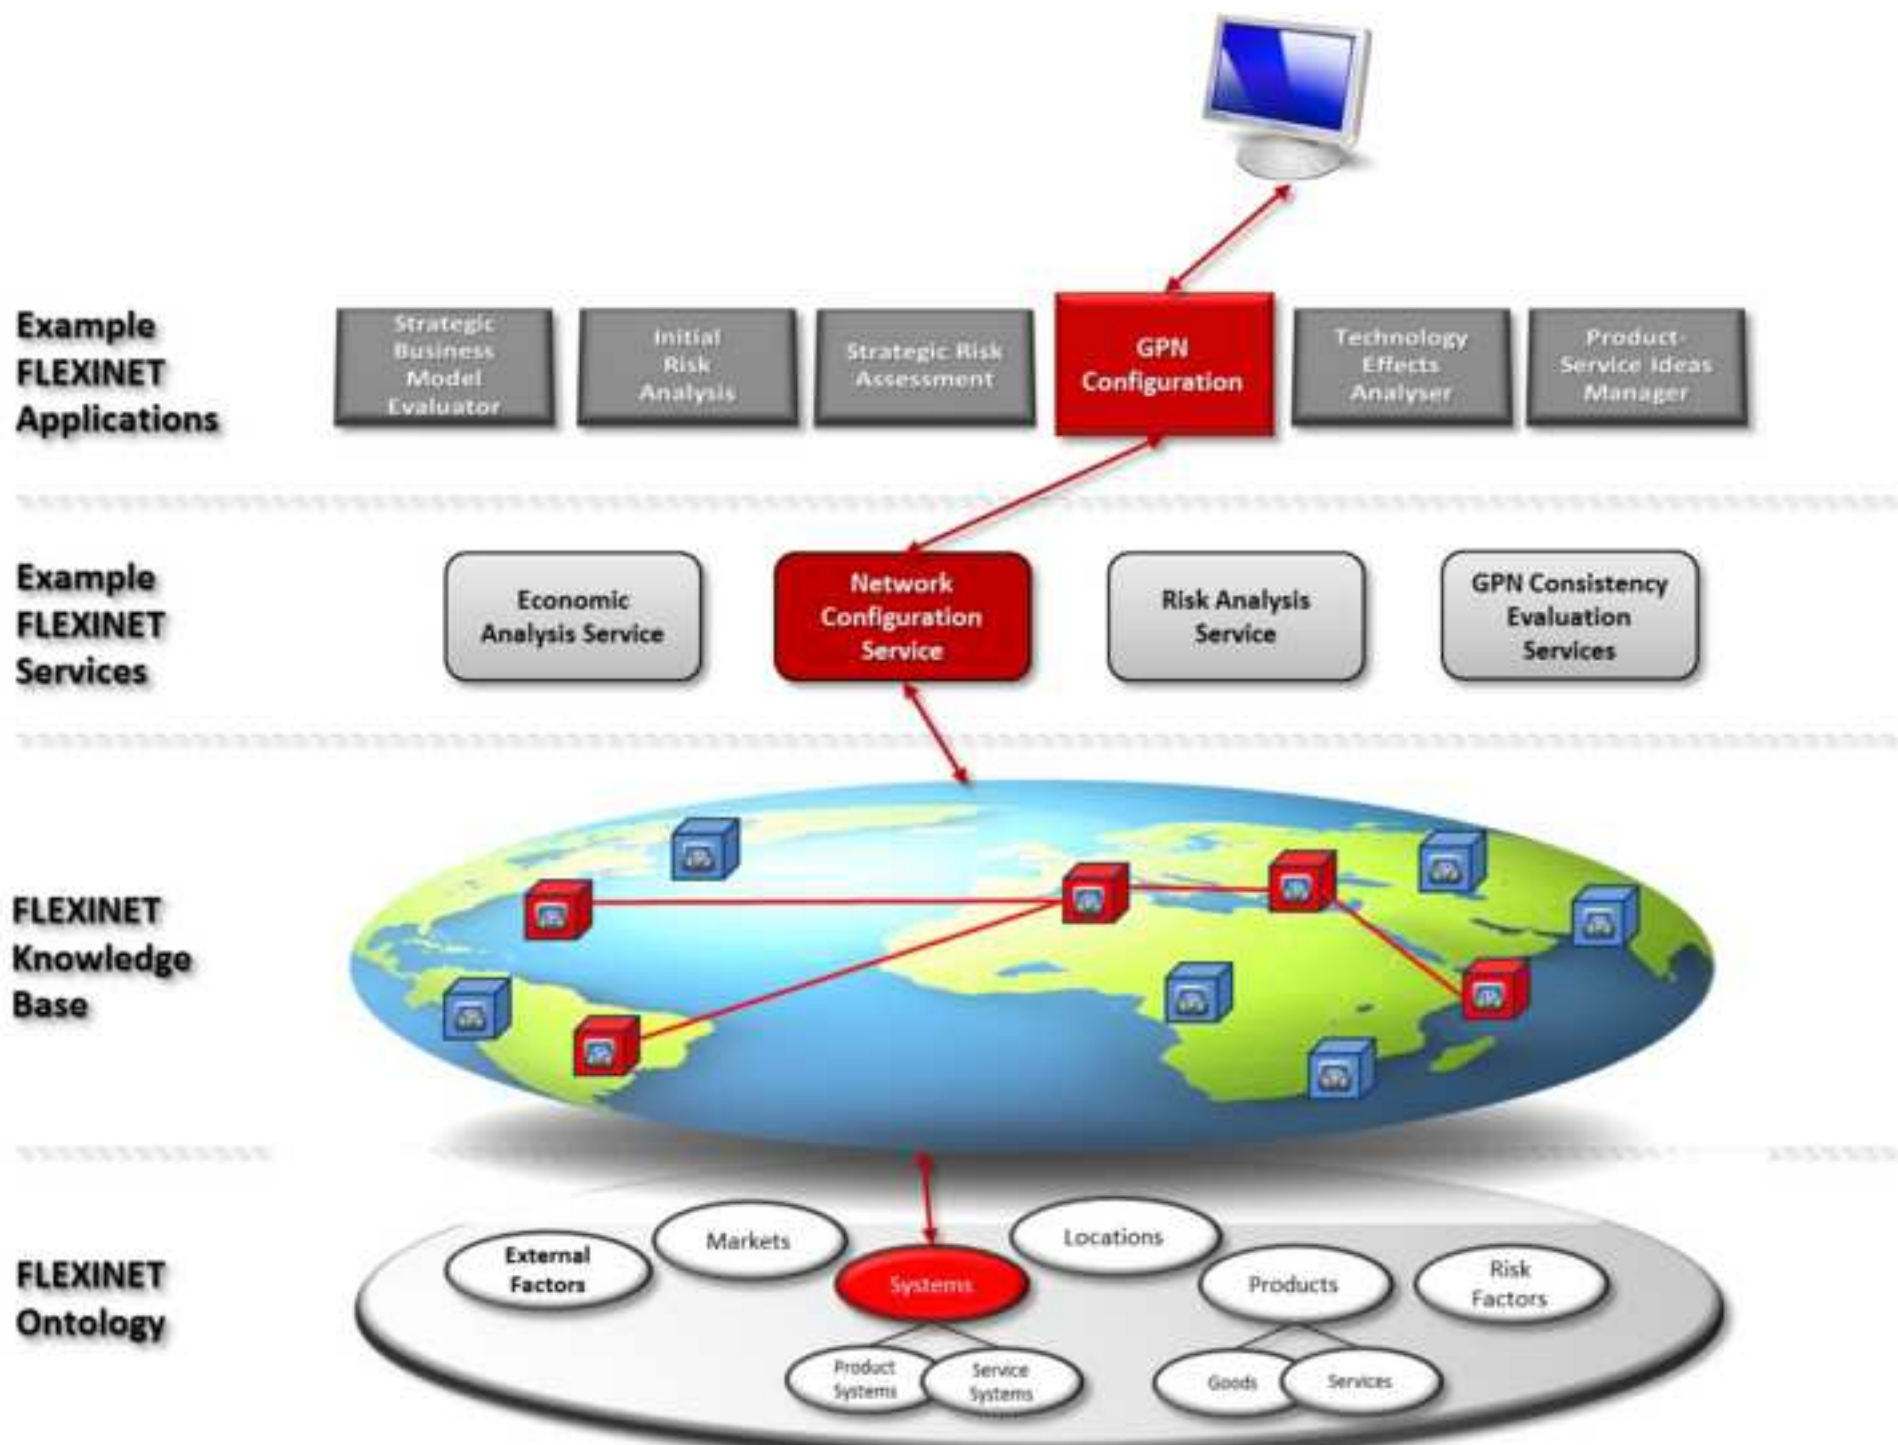 Example
FLEXINET
Applications
Strategic
Business
Model
Evaluator
Initial
Risk
Analysis
Strategic Risk
Assessment
GPN
Configuration
Technology
Effects
Analyser
Product-
Service Ideas
Manager
Example
FLEXINET
Services
Economic
Analysis Service
Network
Configuration
Service
Risk Analysis
Service
GPN Consistency
Evaluation
Services
FLEXINET
Knowledge
Base
FLEXINET
Ontology
External
Factors
Markets
Systems
Locations
Products
Risk
Factors
Product
Systems
Service
Systems
Goods
Services